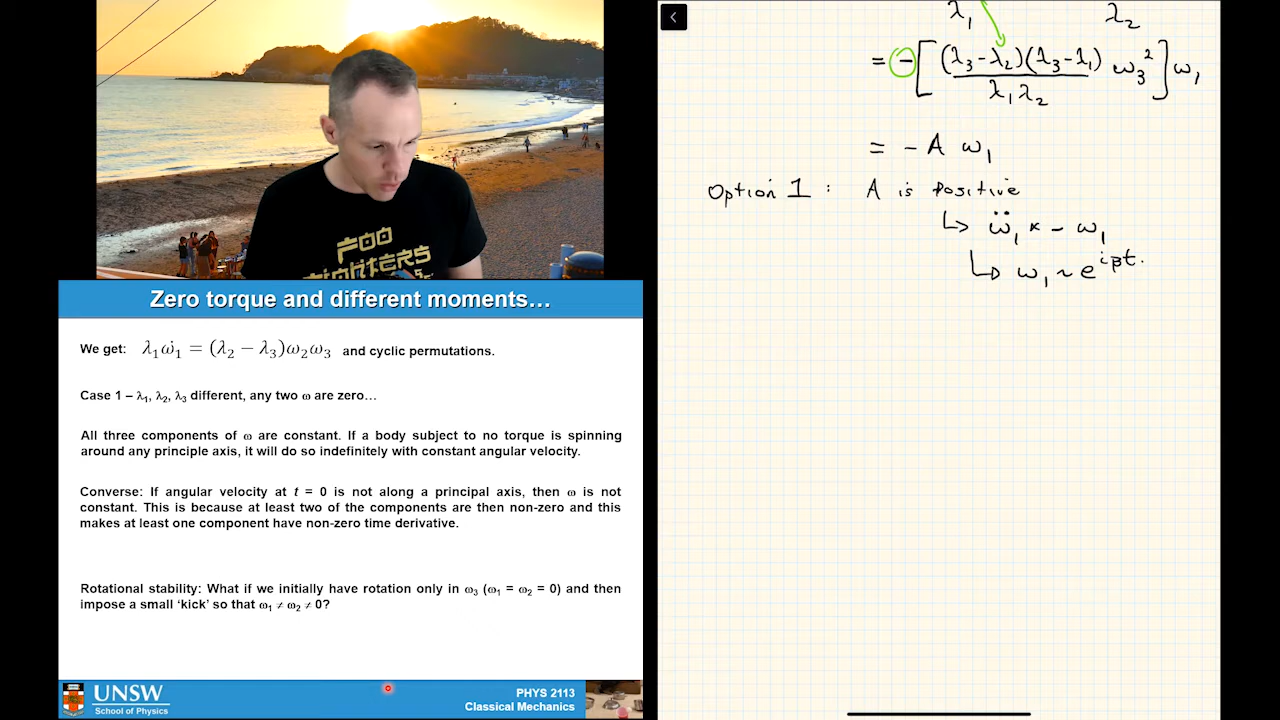 FOO
FIGHTERS
Zero torque and different moments…
We get: λ₁ω̇₁ = (λ₂ − λ₃)ω₂ω₃ and cyclic permutations.
Case 1 – λ₁, λ₂, λ₃ different, any two ω are zero…
All three components of ω are constant. If a body subject to no torque is spinning
around any principle axis, it will do so indefinitely with constant angular velocity.
Converse: If angular velocity at t = 0 is not along a principal axis, then ω is not
constant. This is because at least two of the components are then non-zero and this
makes at least one component have non-zero time derivative.
Rotational stability: What if we initially have rotation only in ω₃ (ω₁ = ω₂ = 0) and then
impose a small ‘kick’ so that ω₁ ≠ ω₂ ≠ 0?
UNSW
School of Physics
PHYS 2113
Classical Mechanics
λ₁ λ₂
= − [ (λ₃ − λ₂)(λ₃ − λ₁) / λ₁λ₂ ω₃² ] ω₁
= − A ω₁
Option 1 : A is positive
↳ ω̈₁ ∝ − ω₁
↳ ω₁ ~ e^{ipt}.